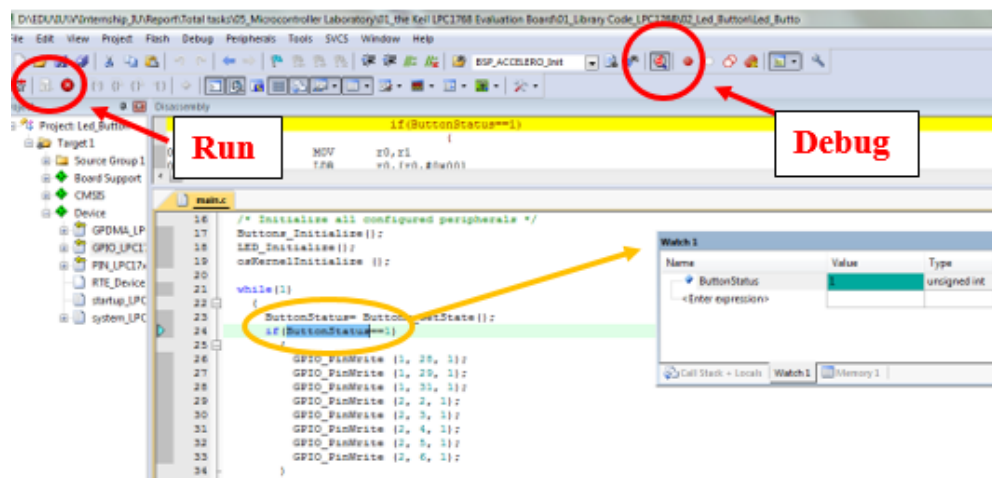 D:\EDU\IU\V\Internship_IU\Report\Total tasks\05_Microcontroller Laboratory\01_the Keil LPC1768 Evaluation Board\01_Library Code_LPC1768\02_Led_Button\Led_Butto
File Edit View Project Flash Debug Peripherals Tools SVCS Window Help
BSP_ACCELERO_Init
Disassembly
Project: Led_Button
Target 1
Source Group 1
Board Support
CMSIS
Device
GPDMA_LP
GPIO_LPC1
PIN_LPC17
RTE_Device
startup_LPC
system_LPC
Run
Debug
if(ButtonStatus==1)
{
MOV r0,r1
LDR r0,[r0,#0x00]
main.c
16 /* Initialize all configured peripherals */
17 Buttons_Initialize();
18 LED_Initialize();
19 osKernelInitialize ();
20
21 while(1)
22 {
23 ButtonStatus= Buttons_GetState();
24 if(ButtonStatus==1)
25 {
26 GPIO_PinWrite (1, 28, 1);
27 GPIO_PinWrite (1, 29, 1);
28 GPIO_PinWrite (1, 31, 1);
29 GPIO_PinWrite (2, 2, 1);
30 GPIO_PinWrite (2, 3, 1);
31 GPIO_PinWrite (2, 4, 1);
32 GPIO_PinWrite (2, 5, 1);
33 GPIO_PinWrite (2, 6, 1);
34 }
Watch 1
Name Value Type
ButtonStatus 1 unsigned int
<Enter expression>
Call Stack + Locals Watch 1 Memory 1